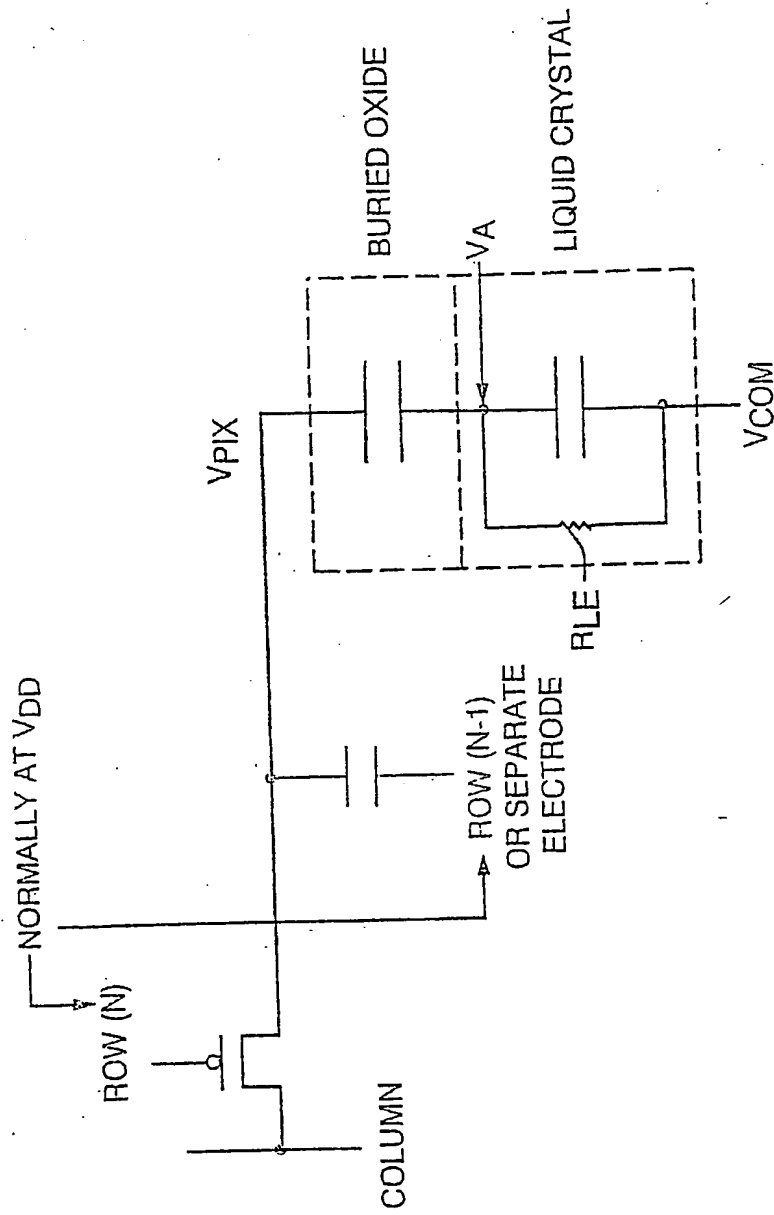 NORMALLY AT VDD
ROW (N)
COLUMN
ROW (N-1)
OR SEPARATE
ELECTRODE
VPIX
BURIED OXIDE
VA
LIQUID CRYSTAL
RLE
VCOM